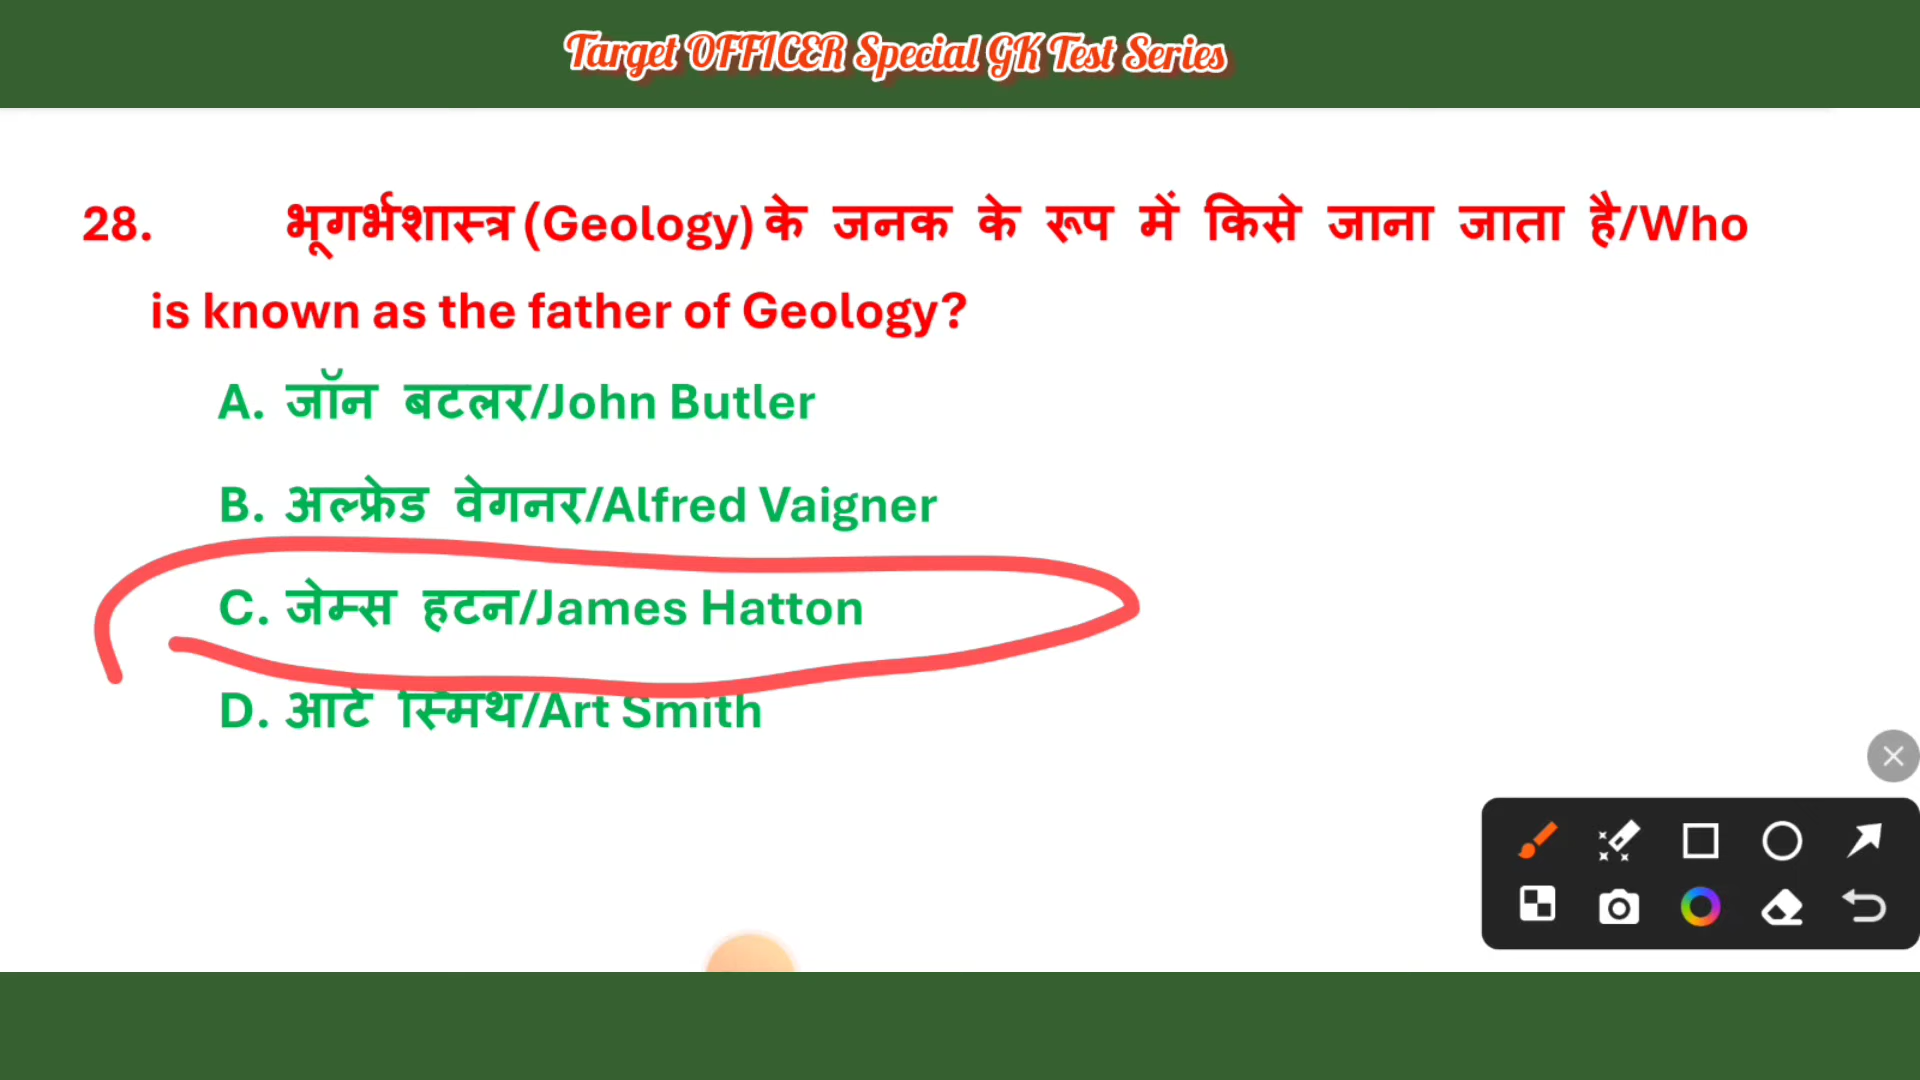 Target OFFICER Special GK Test Series
28. भूगर्भशास्त्र (Geology) के जनक के रूप में किसे जाना जाता है/Who
is known as the father of Geology?
A. जॉन बटलर/John Butler
B. अल्फ्रेड वेगनर/Alfred Vaigner
C. जेम्स हटन/James Hatton
D. आर्ट स्मिथ/Art Smith